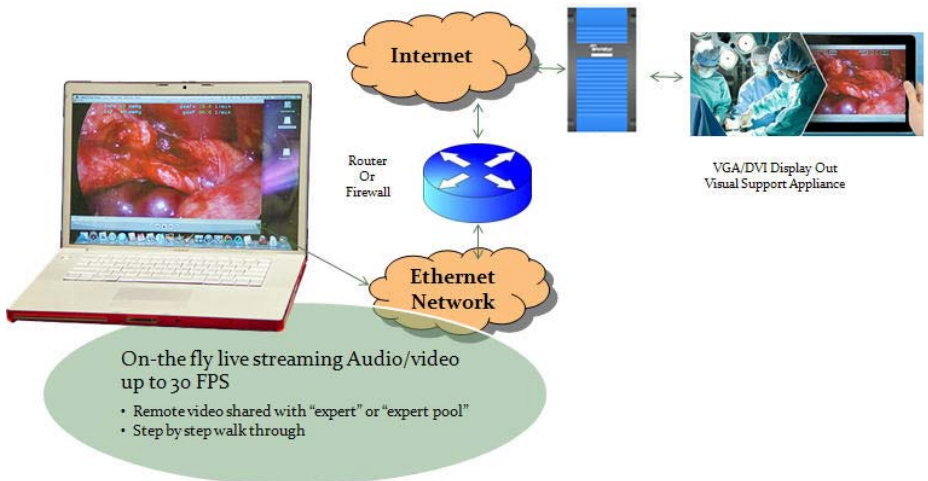 Internet
Router
Or
Firewall
VGA/DVI Display Out
Visual Support Appliance
Ethernet
Network
On-the fly live streaming Audio/video
up to 30 FPS
• Remote video shared with “expert” or “expert pool”
• Step by step walk through